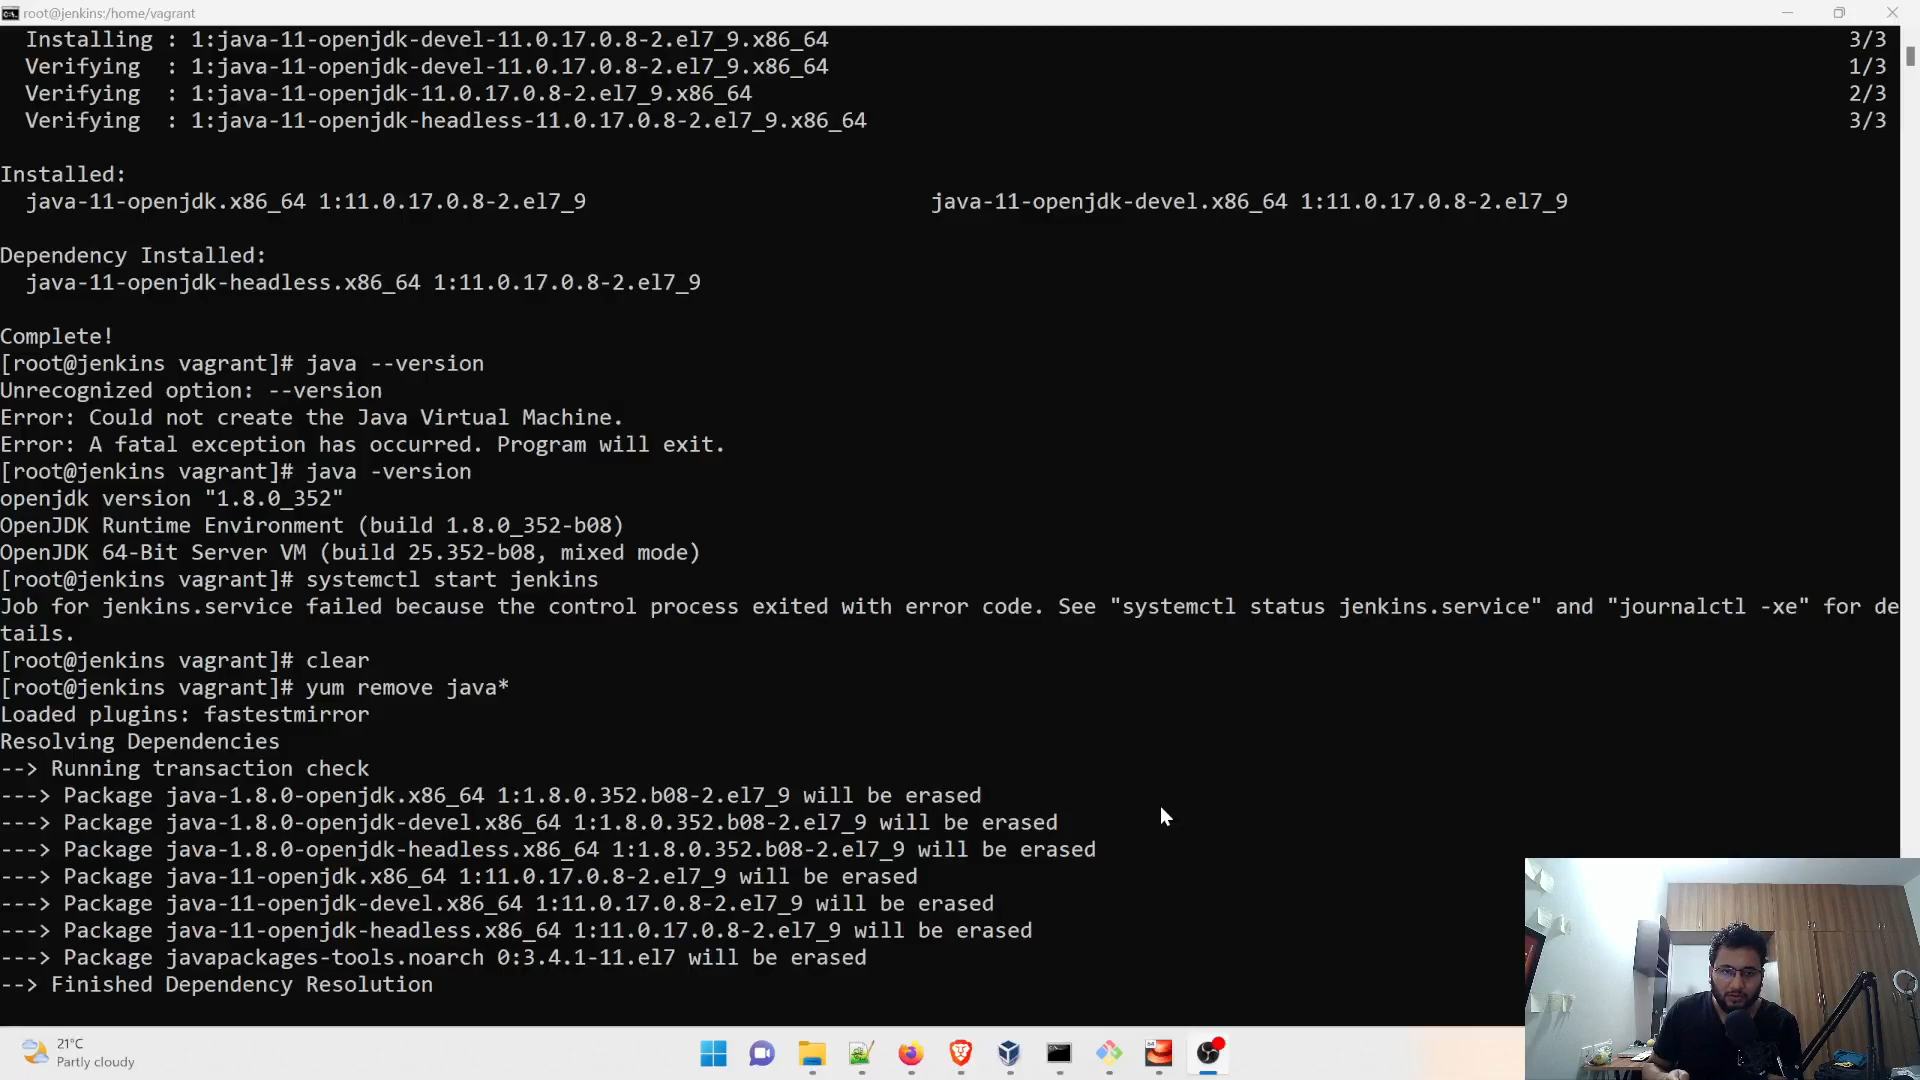 root@jenkins:/home/vagrant
Installing : 1:java-11-openjdk-devel-11.0.17.0.8-2.el7_9.x86_64 3/3
Verifying : 1:java-11-openjdk-devel-11.0.17.0.8-2.el7_9.x86_64 1/3
Verifying : 1:java-11-openjdk-11.0.17.0.8-2.el7_9.x86_64 2/3
Verifying : 1:java-11-openjdk-headless-11.0.17.0.8-2.el7_9.x86_64 3/3
Installed:
java-11-openjdk.x86_64 1:11.0.17.0.8-2.el7_9 java-11-openjdk-devel.x86_64 1:11.0.17.0.8-2.el7_9
Dependency Installed:
java-11-openjdk-headless.x86_64 1:11.0.17.0.8-2.el7_9
Complete!
[root@jenkins vagrant]# java --version
Unrecognized option: --version
Error: Could not create the Java Virtual Machine.
Error: A fatal exception has occurred. Program will exit.
[root@jenkins vagrant]# java -version
openjdk version "1.8.0_352"
OpenJDK Runtime Environment (build 1.8.0_352-b08)
OpenJDK 64-Bit Server VM (build 25.352-b08, mixed mode)
[root@jenkins vagrant]# systemctl start jenkins
Job for jenkins.service failed because the control process exited with error code. See "systemctl status jenkins.service" and "journalctl -xe" for de
tails.
[root@jenkins vagrant]# clear
[root@jenkins vagrant]# yum remove java*
Loaded plugins: fastestmirror
Resolving Dependencies
--> Running transaction check
---> Package java-1.8.0-openjdk.x86_64 1:1.8.0.352.b08-2.el7_9 will be erased
---> Package java-1.8.0-openjdk-devel.x86_64 1:1.8.0.352.b08-2.el7_9 will be erased
---> Package java-1.8.0-openjdk-headless.x86_64 1:1.8.0.352.b08-2.el7_9 will be erased
---> Package java-11-openjdk.x86_64 1:11.0.17.0.8-2.el7_9 will be erased
---> Package java-11-openjdk-devel.x86_64 1:11.0.17.0.8-2.el7_9 will be erased
---> Package java-11-openjdk-headless.x86_64 1:11.0.17.0.8-2.el7_9 will be erased
---> Package javapackages-tools.noarch 0:3.4.1-11.el7 will be erased
--> Finished Dependency Resolution
21°C
Partly cloudy